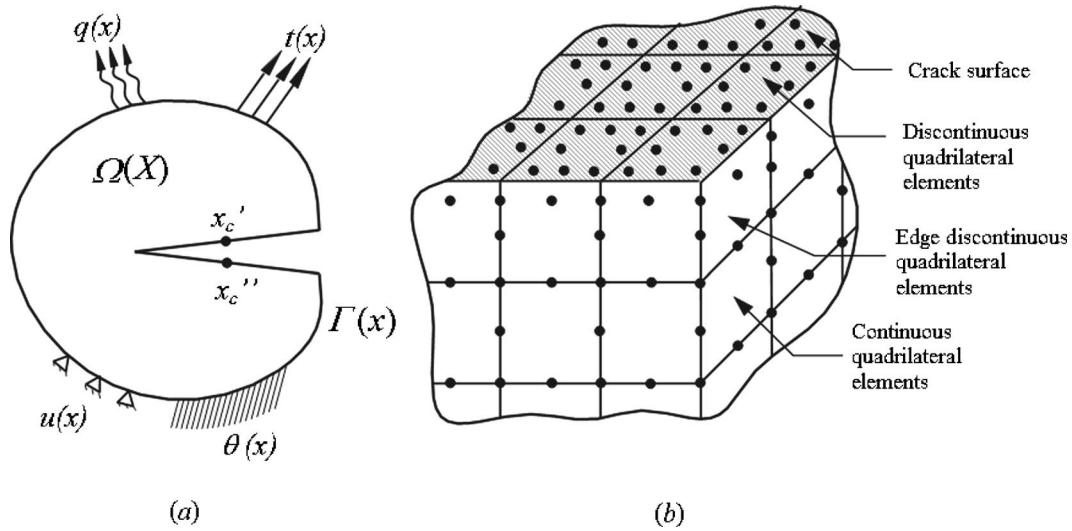 q(x)
t(x)
Ω(X)
x_c'
x_c''
Γ(x)
u(x)
θ(x)
(a)
Crack surface
Discontinuous
quadrilateral
elements
Edge discontinuous
quadrilateral
elements
Continuous
quadrilateral
elements
(b)